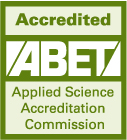 Accredited
ABET
Applied Science
Accreditation
Commission